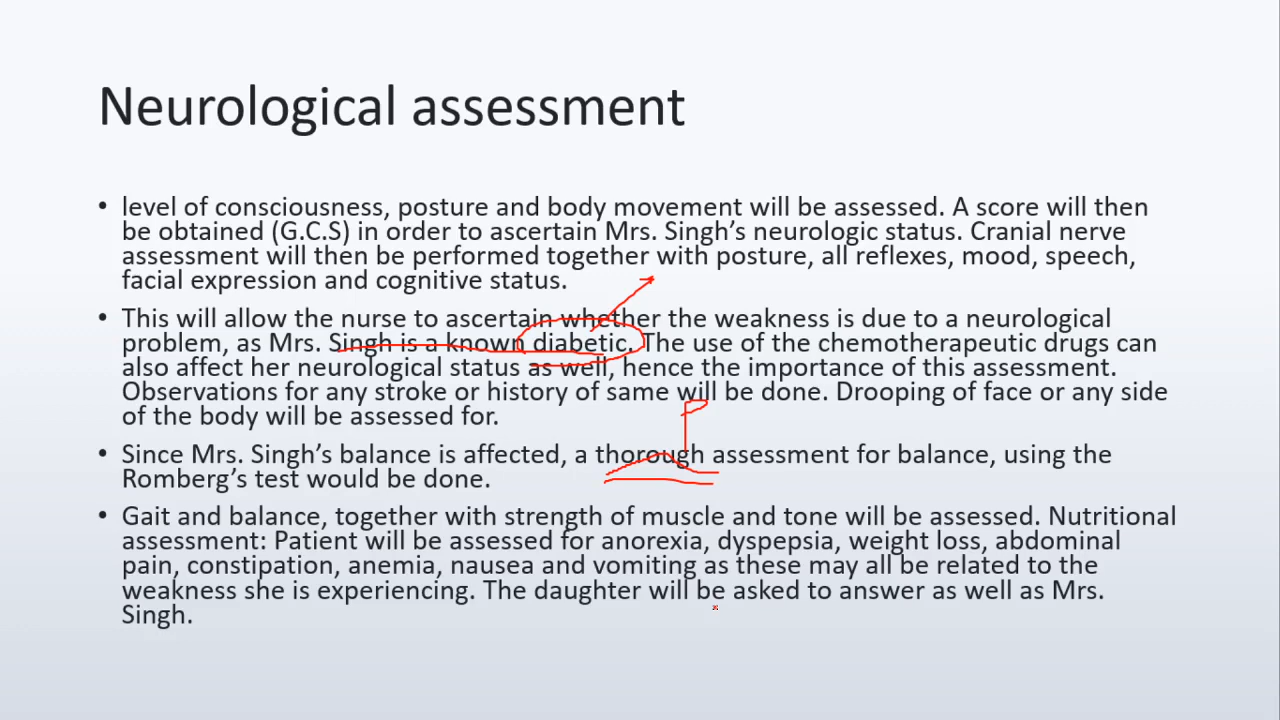 Neurological assessment
• level of consciousness, posture and body movement will be assessed. A score will then
be obtained (G.C.S) in order to ascertain Mrs. Singh's neurologic status. Cranial nerve
assessment will then be performed together with posture, all reflexes, mood, speech,
facial expression and cognitive status.
• This will allow the nurse to ascertain whether the weakness is due to a neurological
problem, as Mrs. Singh is a known diabetic. The use of the chemotherapeutic drugs can
also affect her neurological status as well, hence the importance of this assessment.
Observations for any stroke or history of same will be done. Drooping of face or any side
of the body will be assessed for.
• Since Mrs. Singh's balance is affected, a thorough assessment for balance, using the
Romberg's test would be done.
• Gait and balance, together with strength of muscle and tone will be assessed. Nutritional
assessment: Patient will be assessed for anorexia, dyspepsia, weight loss, abdominal
pain, constipation, anemia, nausea and vomiting as these may all be related to the
weakness she is experiencing. The daughter will be asked to answer as well as Mrs.
Singh.